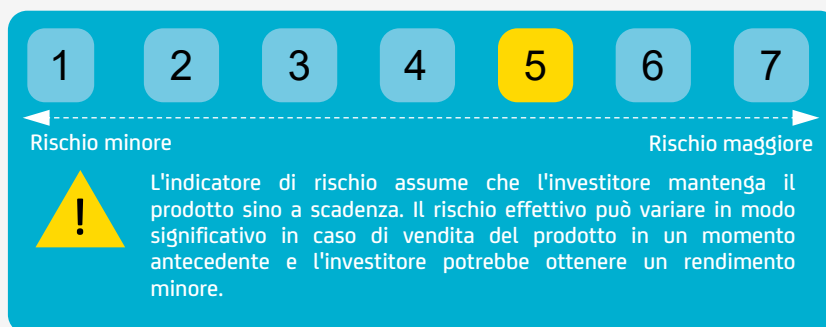 1 2 3 4 5 6 7
Rischio minore Rischio maggiore
!
L'indicatore di rischio assume che l'investitore mantenga il
prodotto sino a scadenza. Il rischio effettivo può variare in modo
significativo in caso di vendita del prodotto in un momento
antecedente e l'investitore potrebbe ottenere un rendimento
minore.